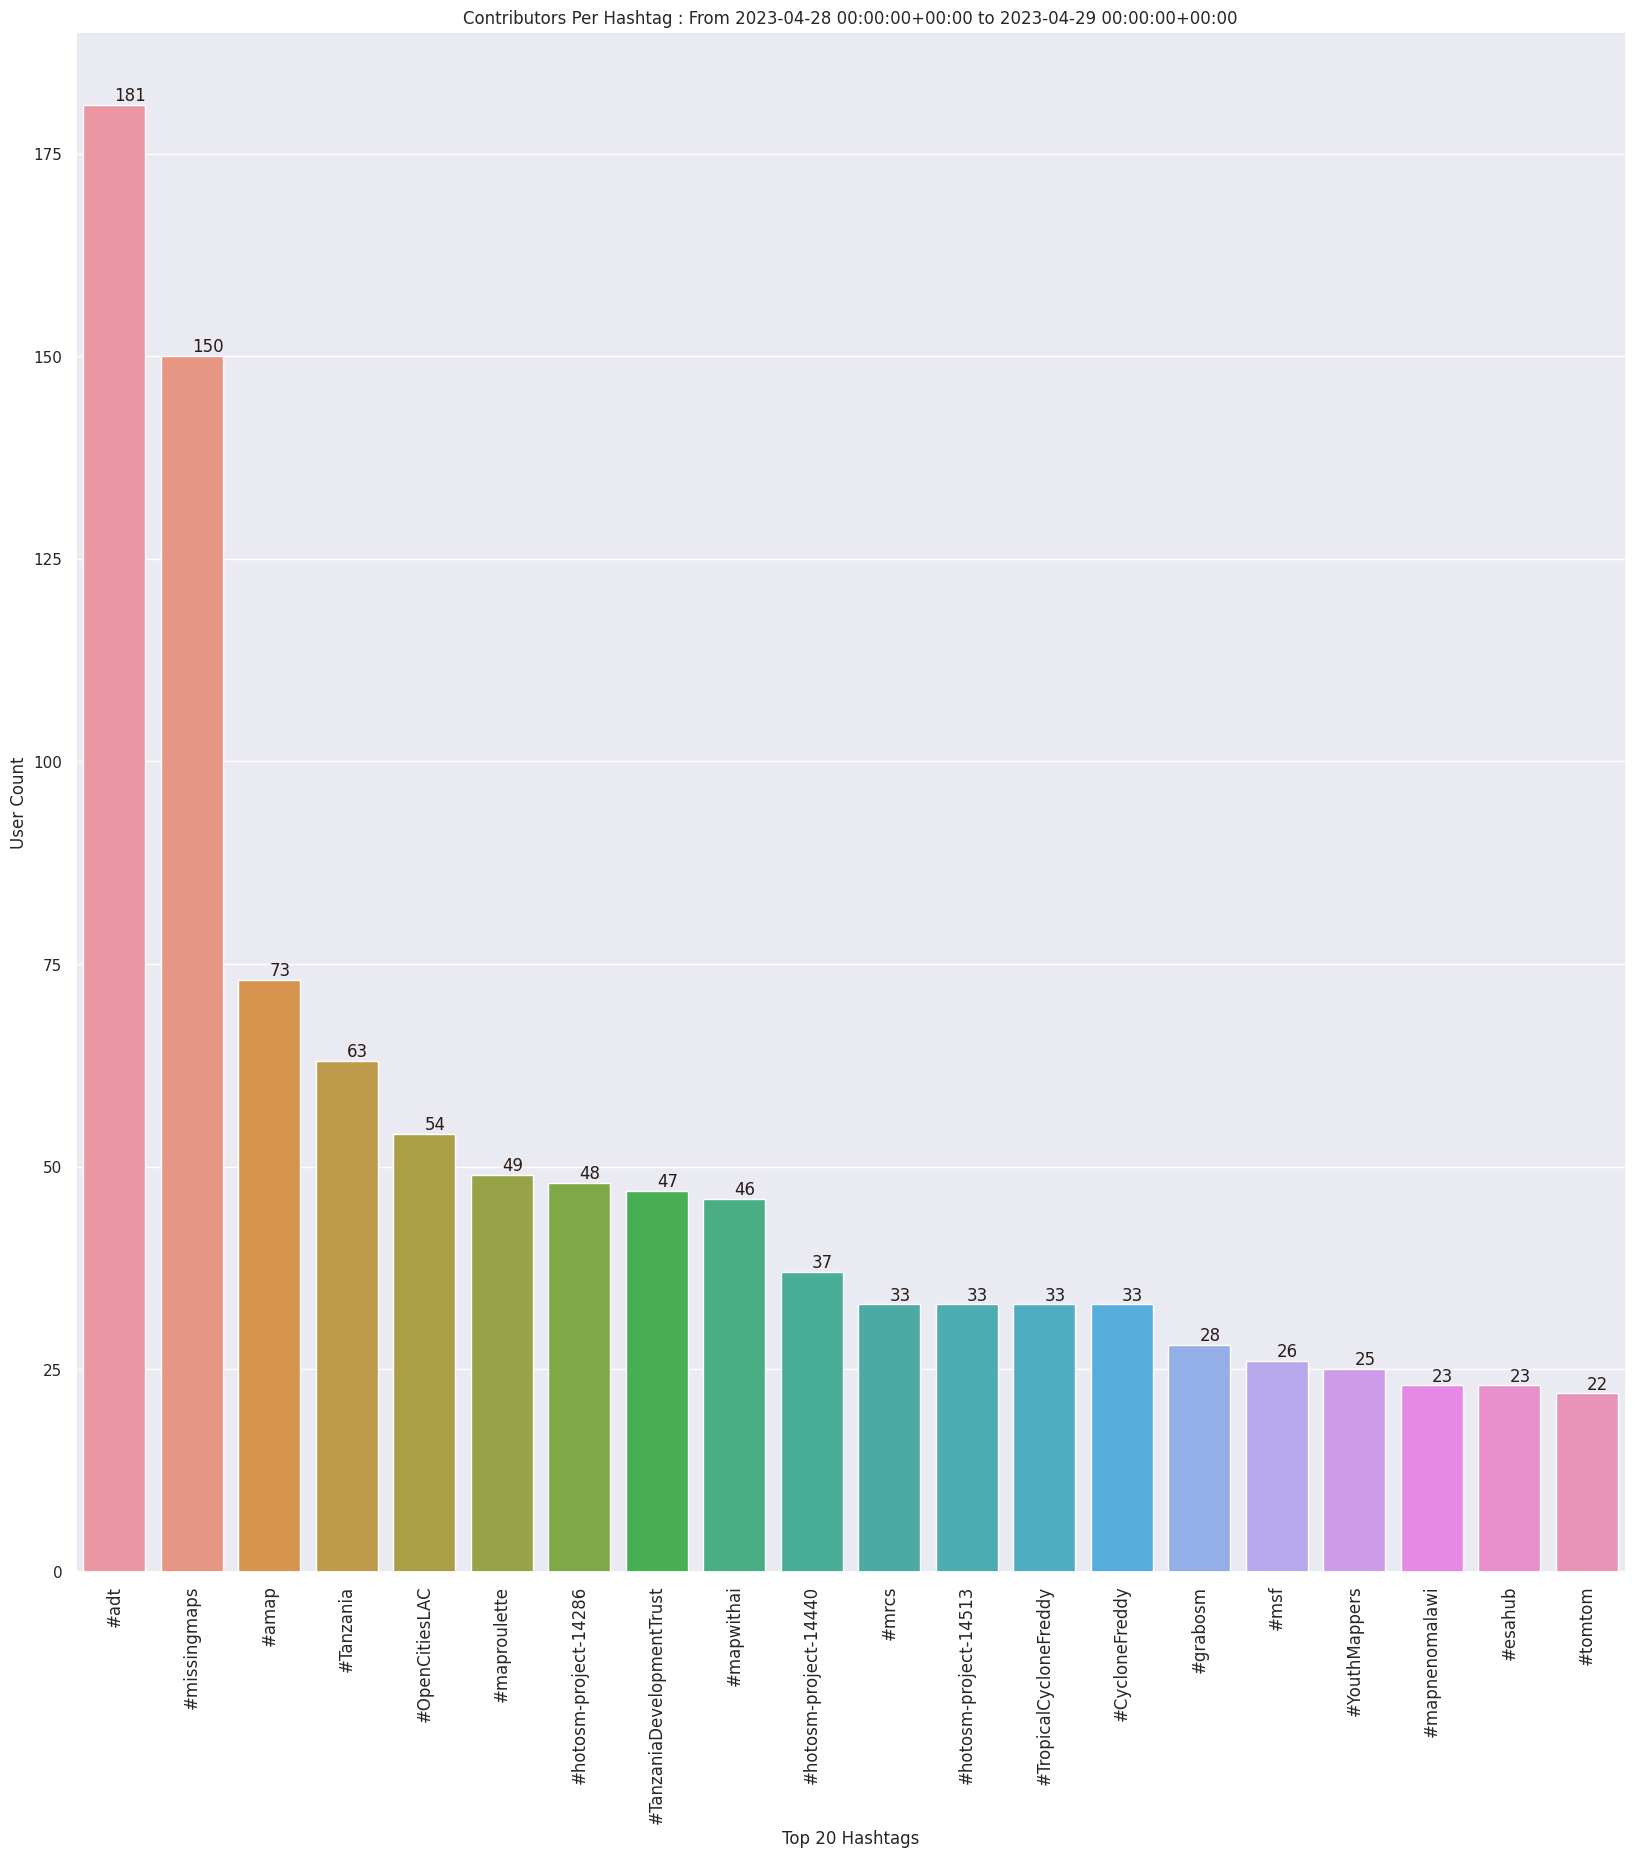 Contributors Per Hashtag : From 2023-04-28 00:00:00+00:00 to 2023-04-29 00:00:00+00:00
User Count
175
150
125
100
75
50
25
0
181
150
73
63
54
49
48
47
46
37
33
33
33
33
28
26
25
23
23
22
#adt
#missingmaps
#amap
#Tanzania
#OpenCitiesLAC
#maproulette
#hotosm-project-14286
#TanzaniaDevelopmentTrust
#mapwithai
#hotosm-project-14440
#mrcs
#hotosm-project-14513
#TropicalCycloneFreddy
#CycloneFreddy
#grabosm
#msf
#YouthMappers
#mapnenomalawi
#esahub
#tomtom
Top 20 Hashtags